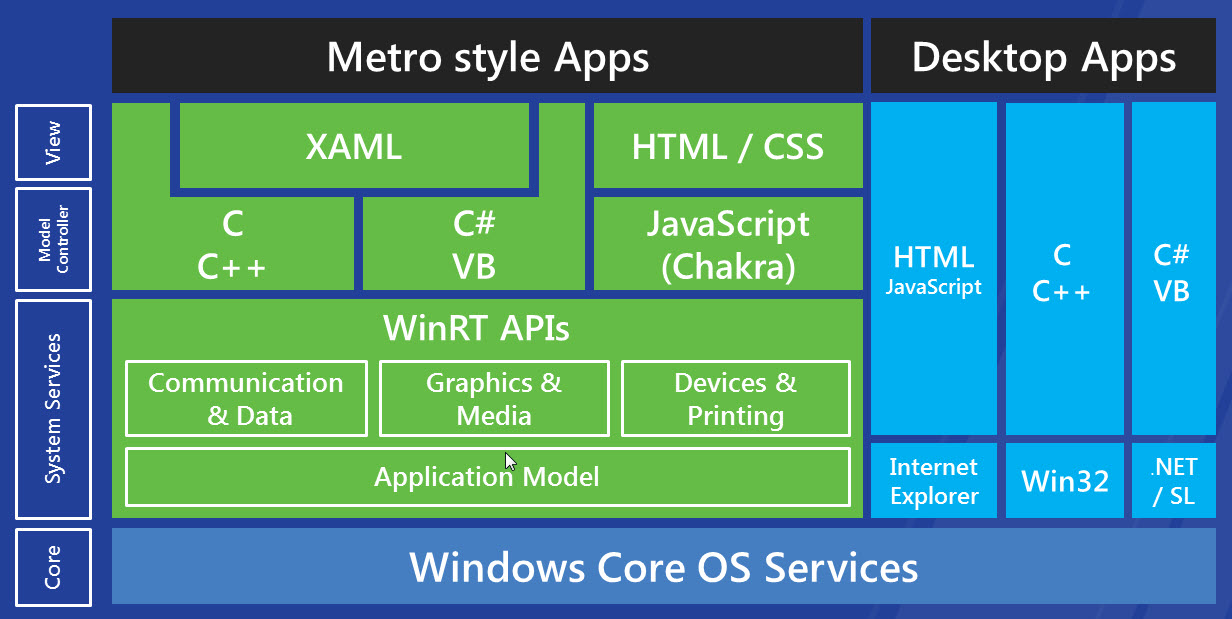 Metro style Apps
Desktop Apps
View
XAML
HTML / CSS
Model
Controller
C
C++
C#
VB
JavaScript
(Chakra)
HTML
JavaScript
C
C++
C#
VB
System Services
WinRT APIs
Communication
& Data
Graphics &
Media
Devices &
Printing
Application Model
Internet
Explorer
Win32
.NET
/ SL
Core
Windows Core OS Services